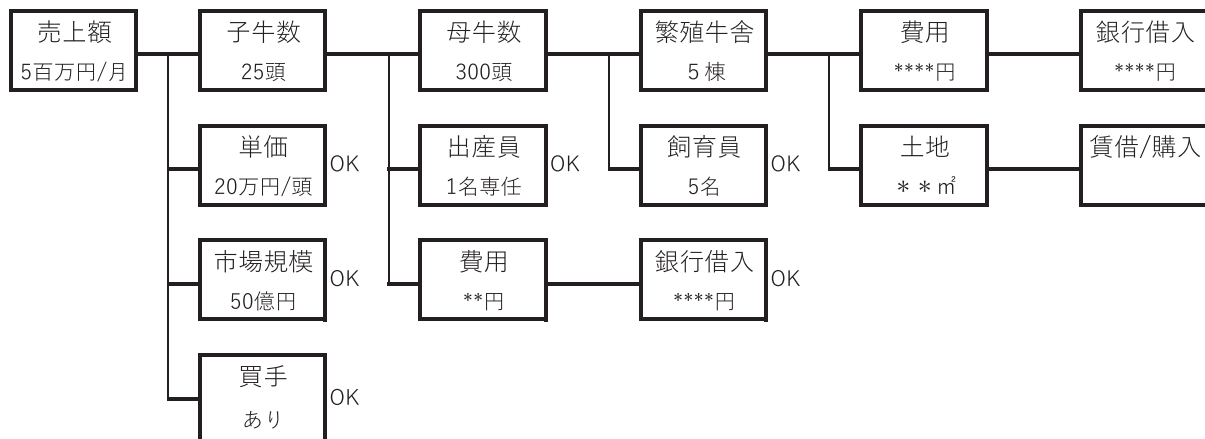 売上額
5百万円/月
子牛数
25頭
母牛数
300頭
繁殖牛舎
5棟
費用
****円
銀行借入
****円
単価
20万円/頭
OK
出産員
1名専任
OK
飼育員
5名
OK
土地
＊＊㎡
賃借/購入
市場規模
50億円
OK
費用
**円
銀行借入
****円
OK
買手
あり
OK